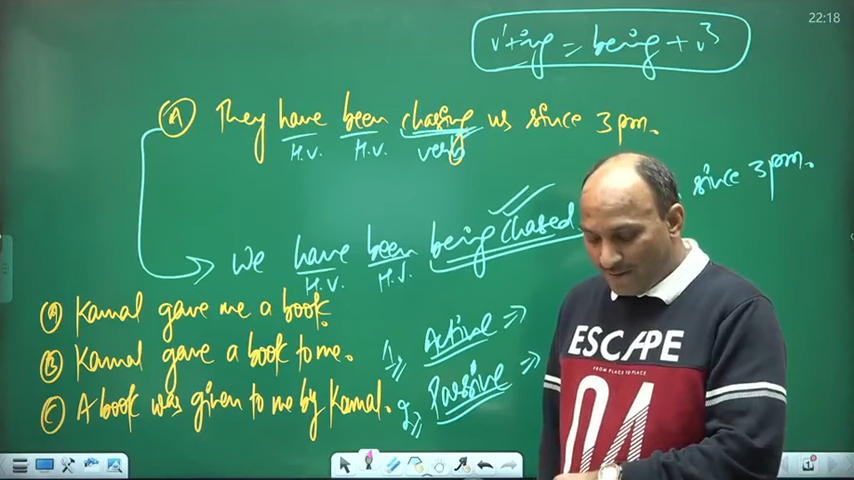 22:18
v¹+ing = being + v³
(A) They have been chasing us since 3 pm.
H.V. H.V. verb
We have been being chased since 3 pm.
H.V. H.V.
(A) Kamal gave me a book.
(B) Kamal gave a book to me.
(C) A book was given to me by Kamal.
1 Active ⇒
2 Passive ⇒
ESCAPE
FROM PLACES TO PLACE
04